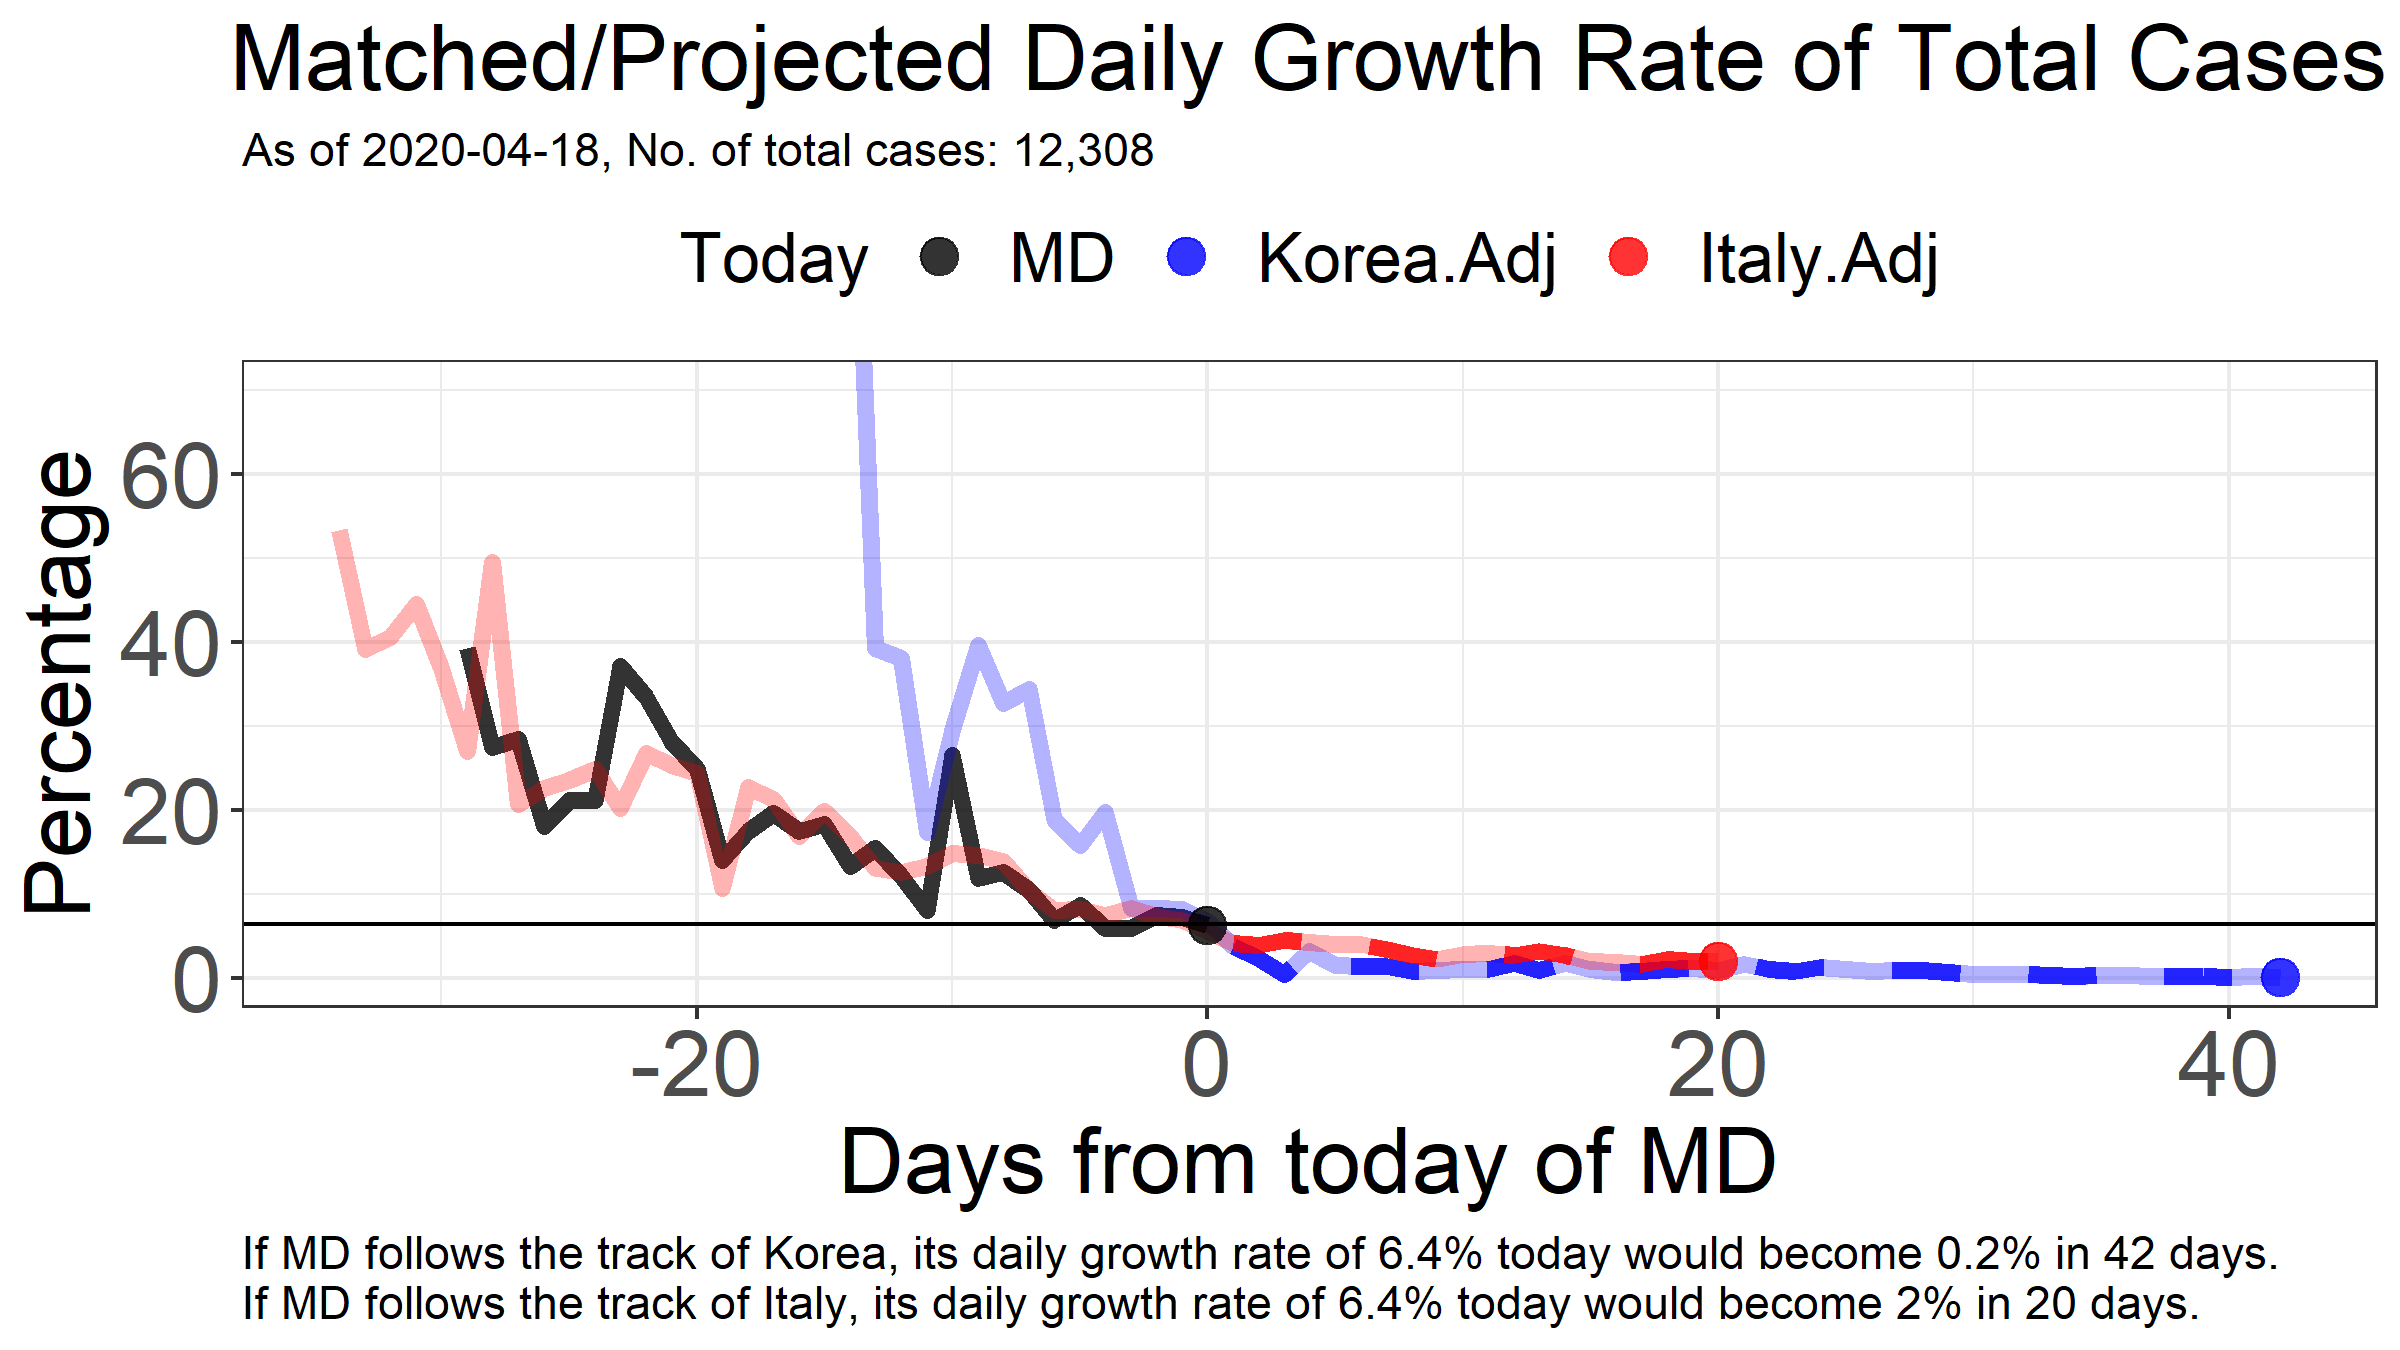 Matched/Projected Daily Growth Rate of Total Cases
As of 2020-04-18, No. of total cases: 12,308
Today MD Korea.Adj Italy.Adj
Percentage
60
40
20
0
-20 0 20 40
Days from today of MD
If MD follows the track of Korea, its daily growth rate of 6.4% today would become 0.2% in 42 days.
If MD follows the track of Italy, its daily growth rate of 6.4% today would become 2% in 20 days.